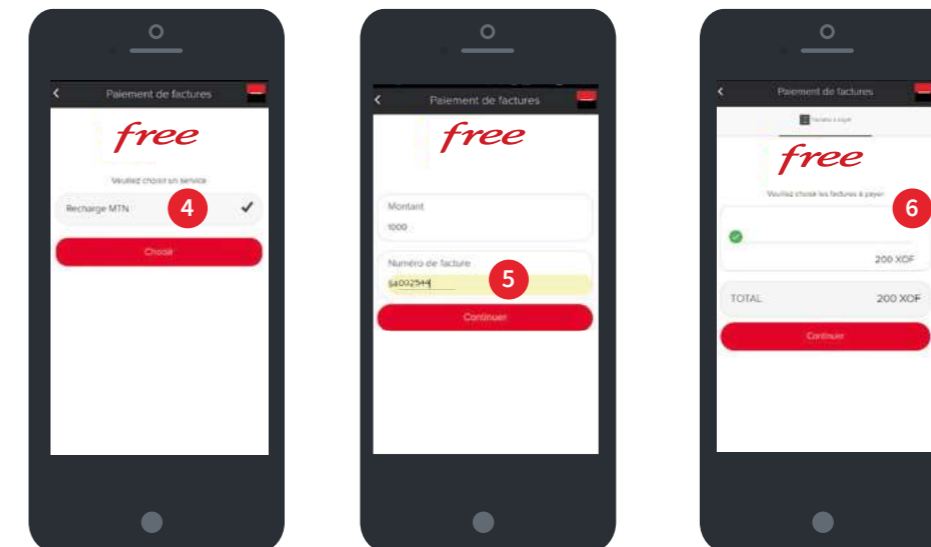 Paiement de factures
free
Veuillez choisir un service
Recharge MTN
4
Choisir
Paiement de factures
free
Montant
1000
Numéro de facture
5
Continuer
Paiement de factures
Facture à payer
free
Veuillez choisir les factures à payer
6
200 XOF
TOTAL 200 XOF
Continuer